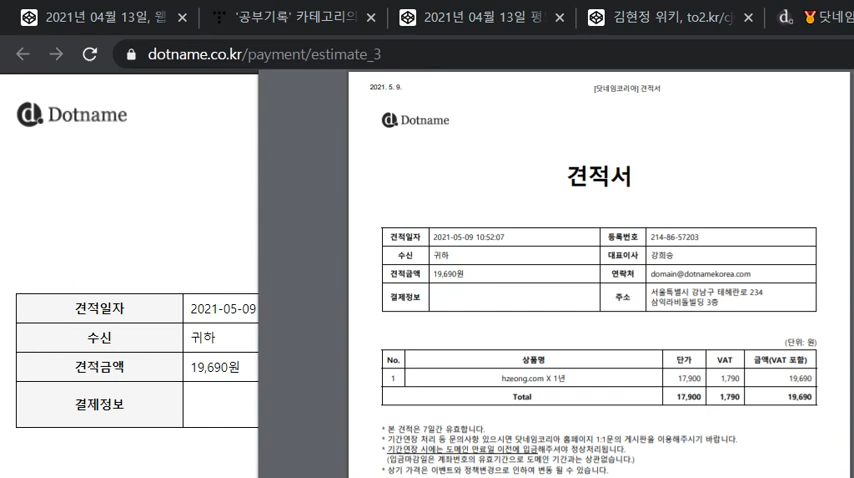 2021년 04월 13일, 웹
'공부기록' 카테고리의
2021년 04월 13일 평
김현정 위키, to2.kr/cj
닷네임
dotname.co.kr/payment/estimate_3
Dotname
견적일자 2021-05-09
수신 귀하
견적금액 19,690원
결제정보
2021. 5. 9. [닷네임코리아] 견적서
Dotname
견적서
견적일자 2021-05-09 10:52:07 등록번호 214-86-57203
수신 귀하 대표이사 강희승
견적금액 19,690원 연락처 domain@dotnamekorea.com
결제정보 주소 서울특별시 강남구 테헤란로 234
삼익라비돌빌딩 3층
(단위: 원)
No. 상품명 단가 VAT 금액(VAT 포함)
1 hzeong.com X 1년 17,900 1,790 19,690
Total 17,900 1,790 19,690
* 본 견적은 7일간 유효합니다.
* 기간연장 처리 등 문의사항 있으시면 닷네임코리아 홈페이지 1:1문의 게시판을 이용해주시기 바랍니다.
* 기간연장 시에는 도메인 만료일 이전에 입금해주셔야 정상처리됩니다.
(입금마감일은 계좌번호의 유효기간으로 도메인 기간과는 상관없습니다.)
* 상기 가격은 이벤트와 정책변경으로 인하여 변동 될 수 있습니다.